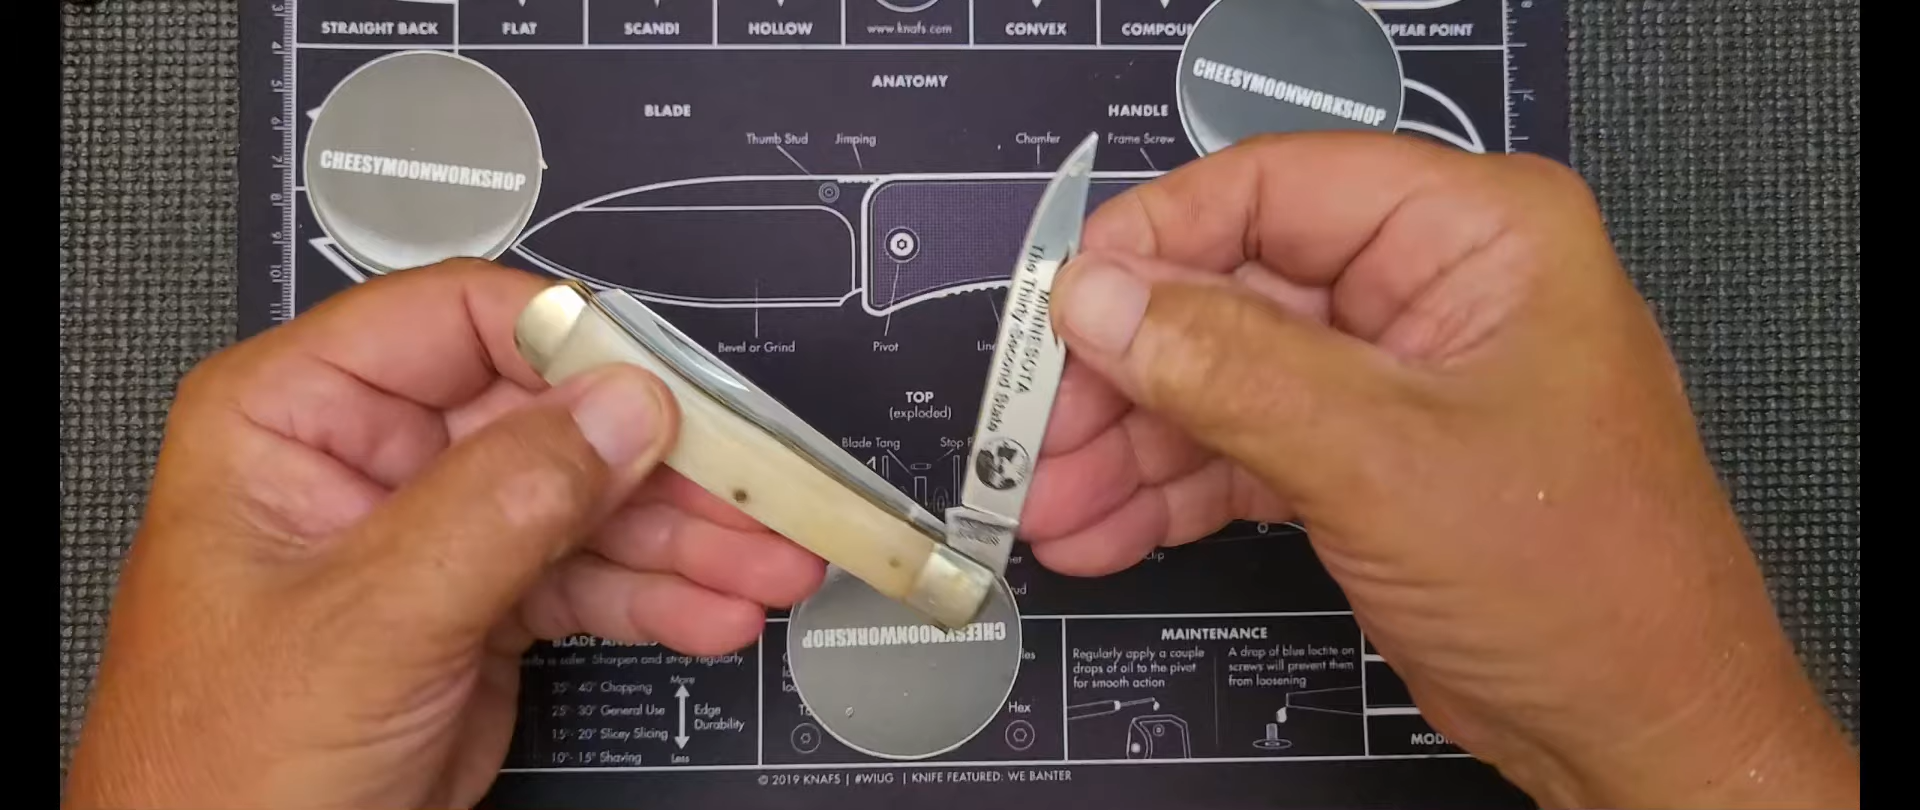 STRAIGHT BACK
FLAT
SCANDI
HOLLOW
www.knafs.com
CONVEX
ANATOMY
BLADE
HANDLE
Thumb Stud
Jimping
Chamfer
Frame Screw
CHEESYMOONWORKSHOP
CHEESYMOONWORKSHOP
Bevel or Grind
Pivot
MINNESOTA
The Thirty-Second State
TOP
(exploded)
Blade Tang
Stop
CHEESYMOONWORKSHOP
BLADE
is safer. Sharpen and strop regularly
35°- 40° Chopping
25°- 30° General Use
15°- 20° Slicey Slicing
10°- 15° Shaving
More
Edge
Durability
Less
Hex
MAINTENANCE
Regularly apply a couple
drops of oil to the pivot
for smooth action
A drop of blue loctite on
screws will prevent them
from loosening
© 2019 KNAFS | #WIUG | KNIFE FEATURED: WE BANTER